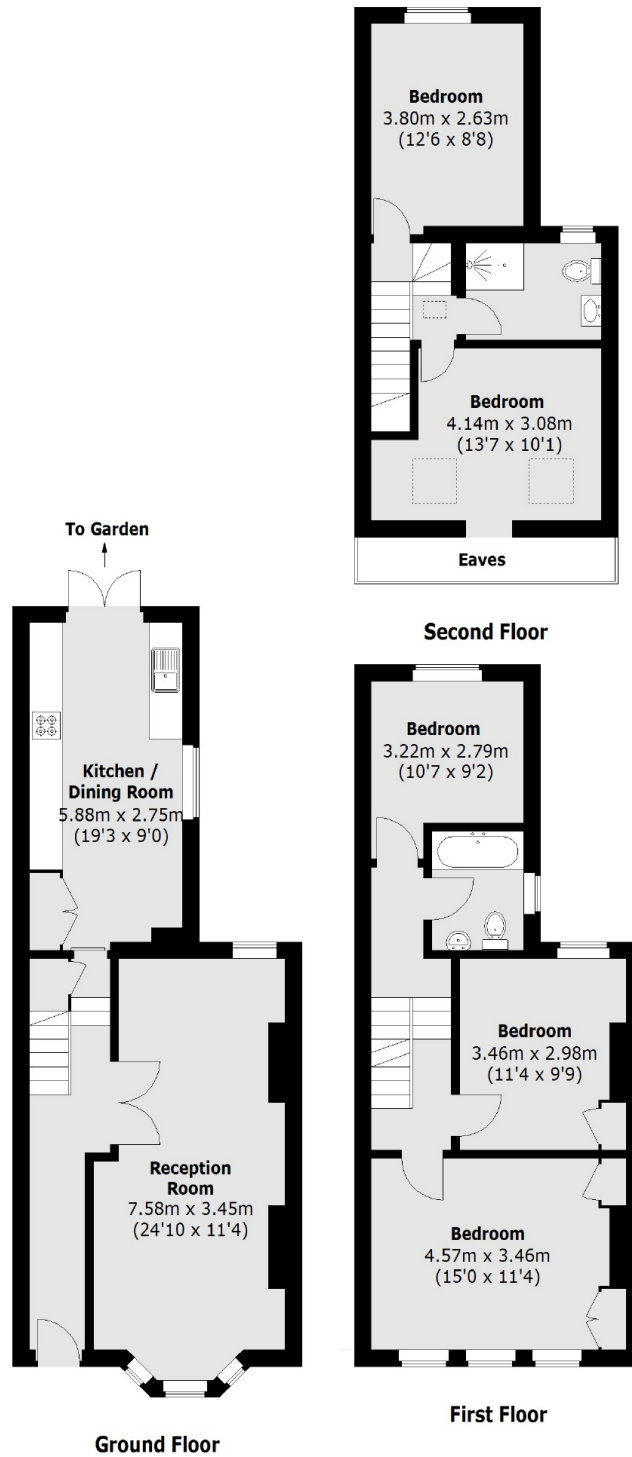 Bedroom
3.80m x 2.63m
(12'6 x 8'8)
Bedroom
4.14m x 3.08m
(13'7 x 10'1)
Eaves
Second Floor
To Garden
Kitchen /
Dining Room
5.88m x 2.75m
(19'3 x 9'0)
Reception
Room
7.58m x 3.45m
(24'10 x 11'4)
Ground Floor
Bedroom
3.22m x 2.79m
(10'7 x 9'2)
Bedroom
3.46m x 2.98m
(11'4 x 9'9)
Bedroom
4.57m x 3.46m
(15'0 x 11'4)
First Floor